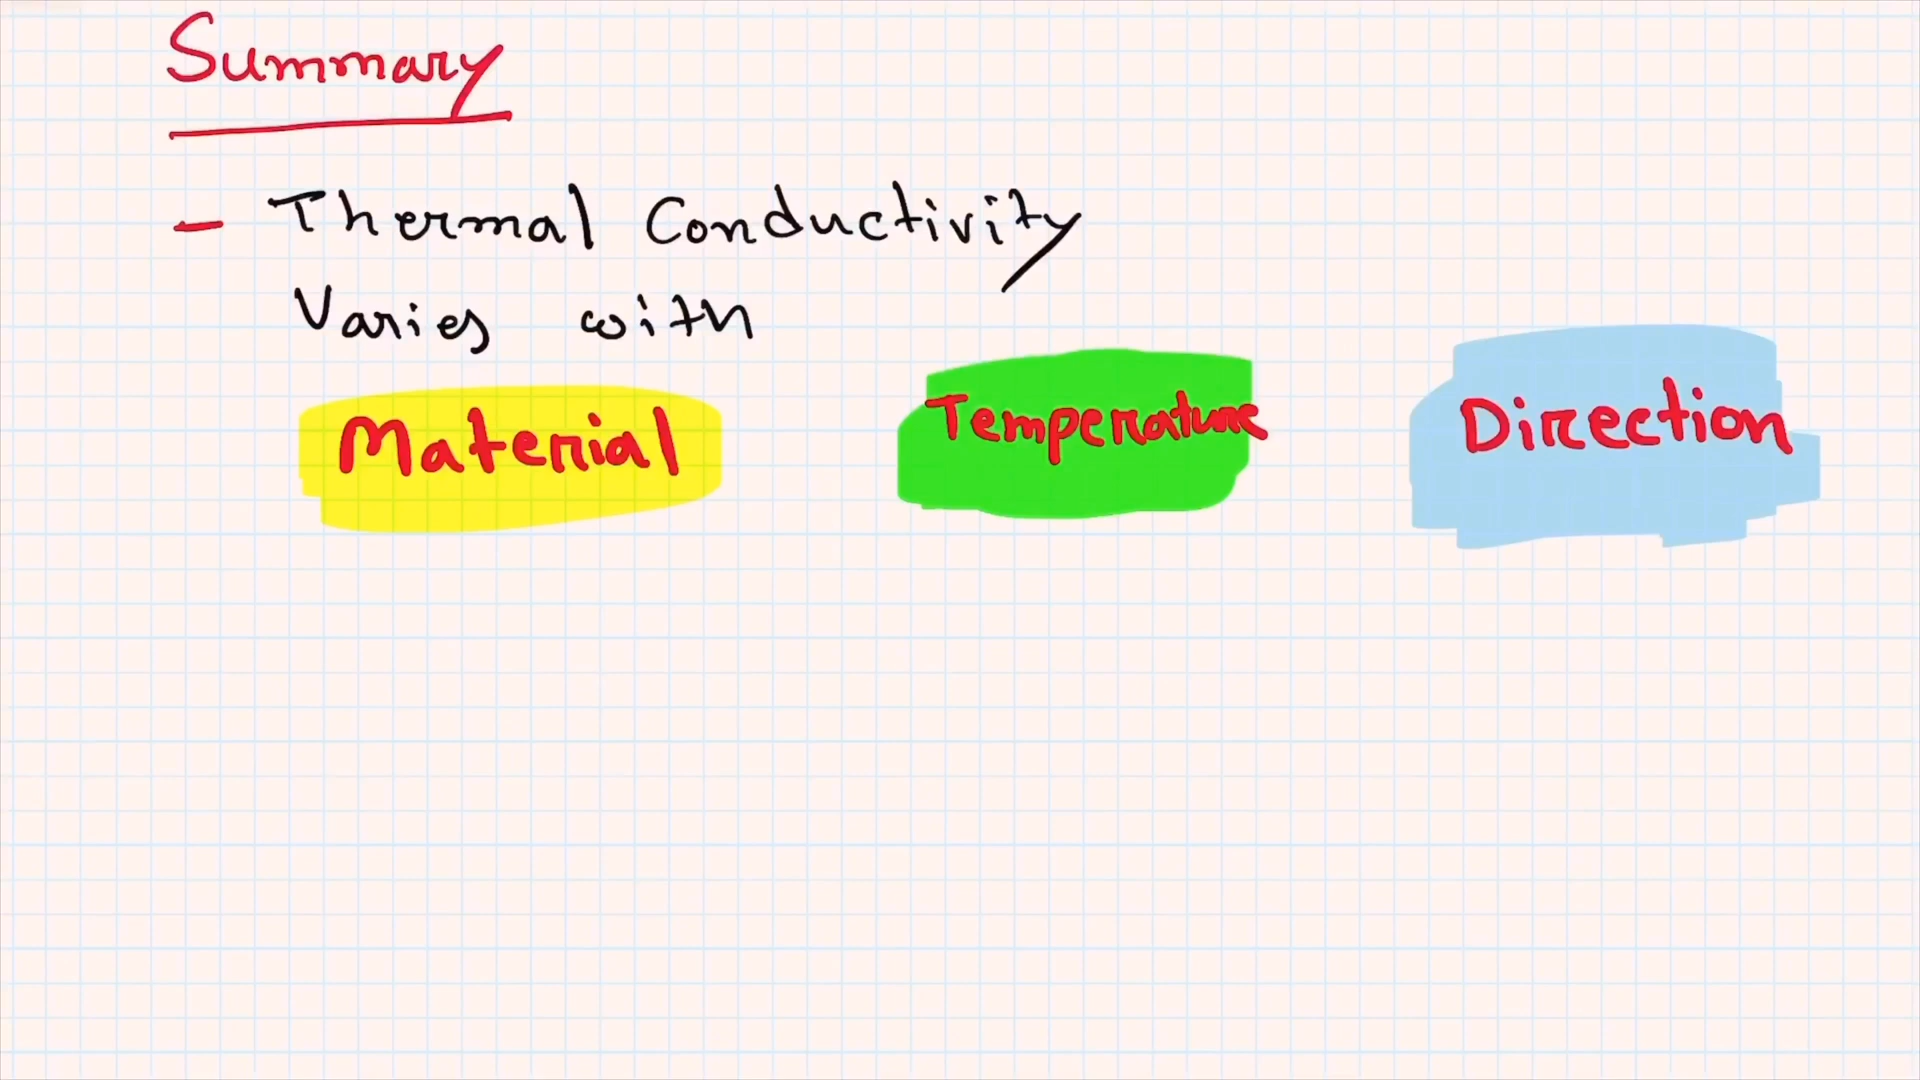 Summary
- Thermal Conductivity
Varies with
Material Temperature Direction